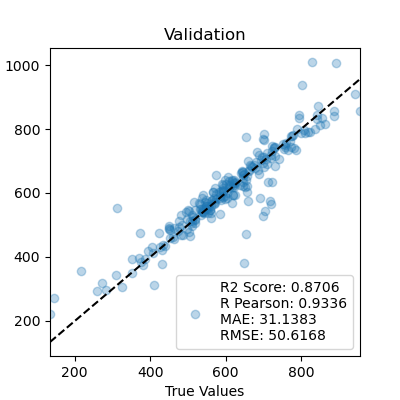 Validation
1000
800
600
400
200
R2 Score: 0.8706
R Pearson: 0.9336
MAE: 31.1383
RMSE: 50.6168
200 400 600 800
True Values